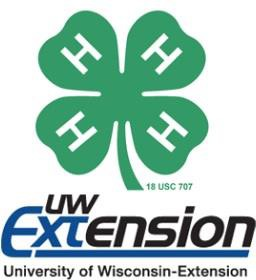 H H
H H
18 USC 707
UW
Extension
University of Wisconsin-Extension